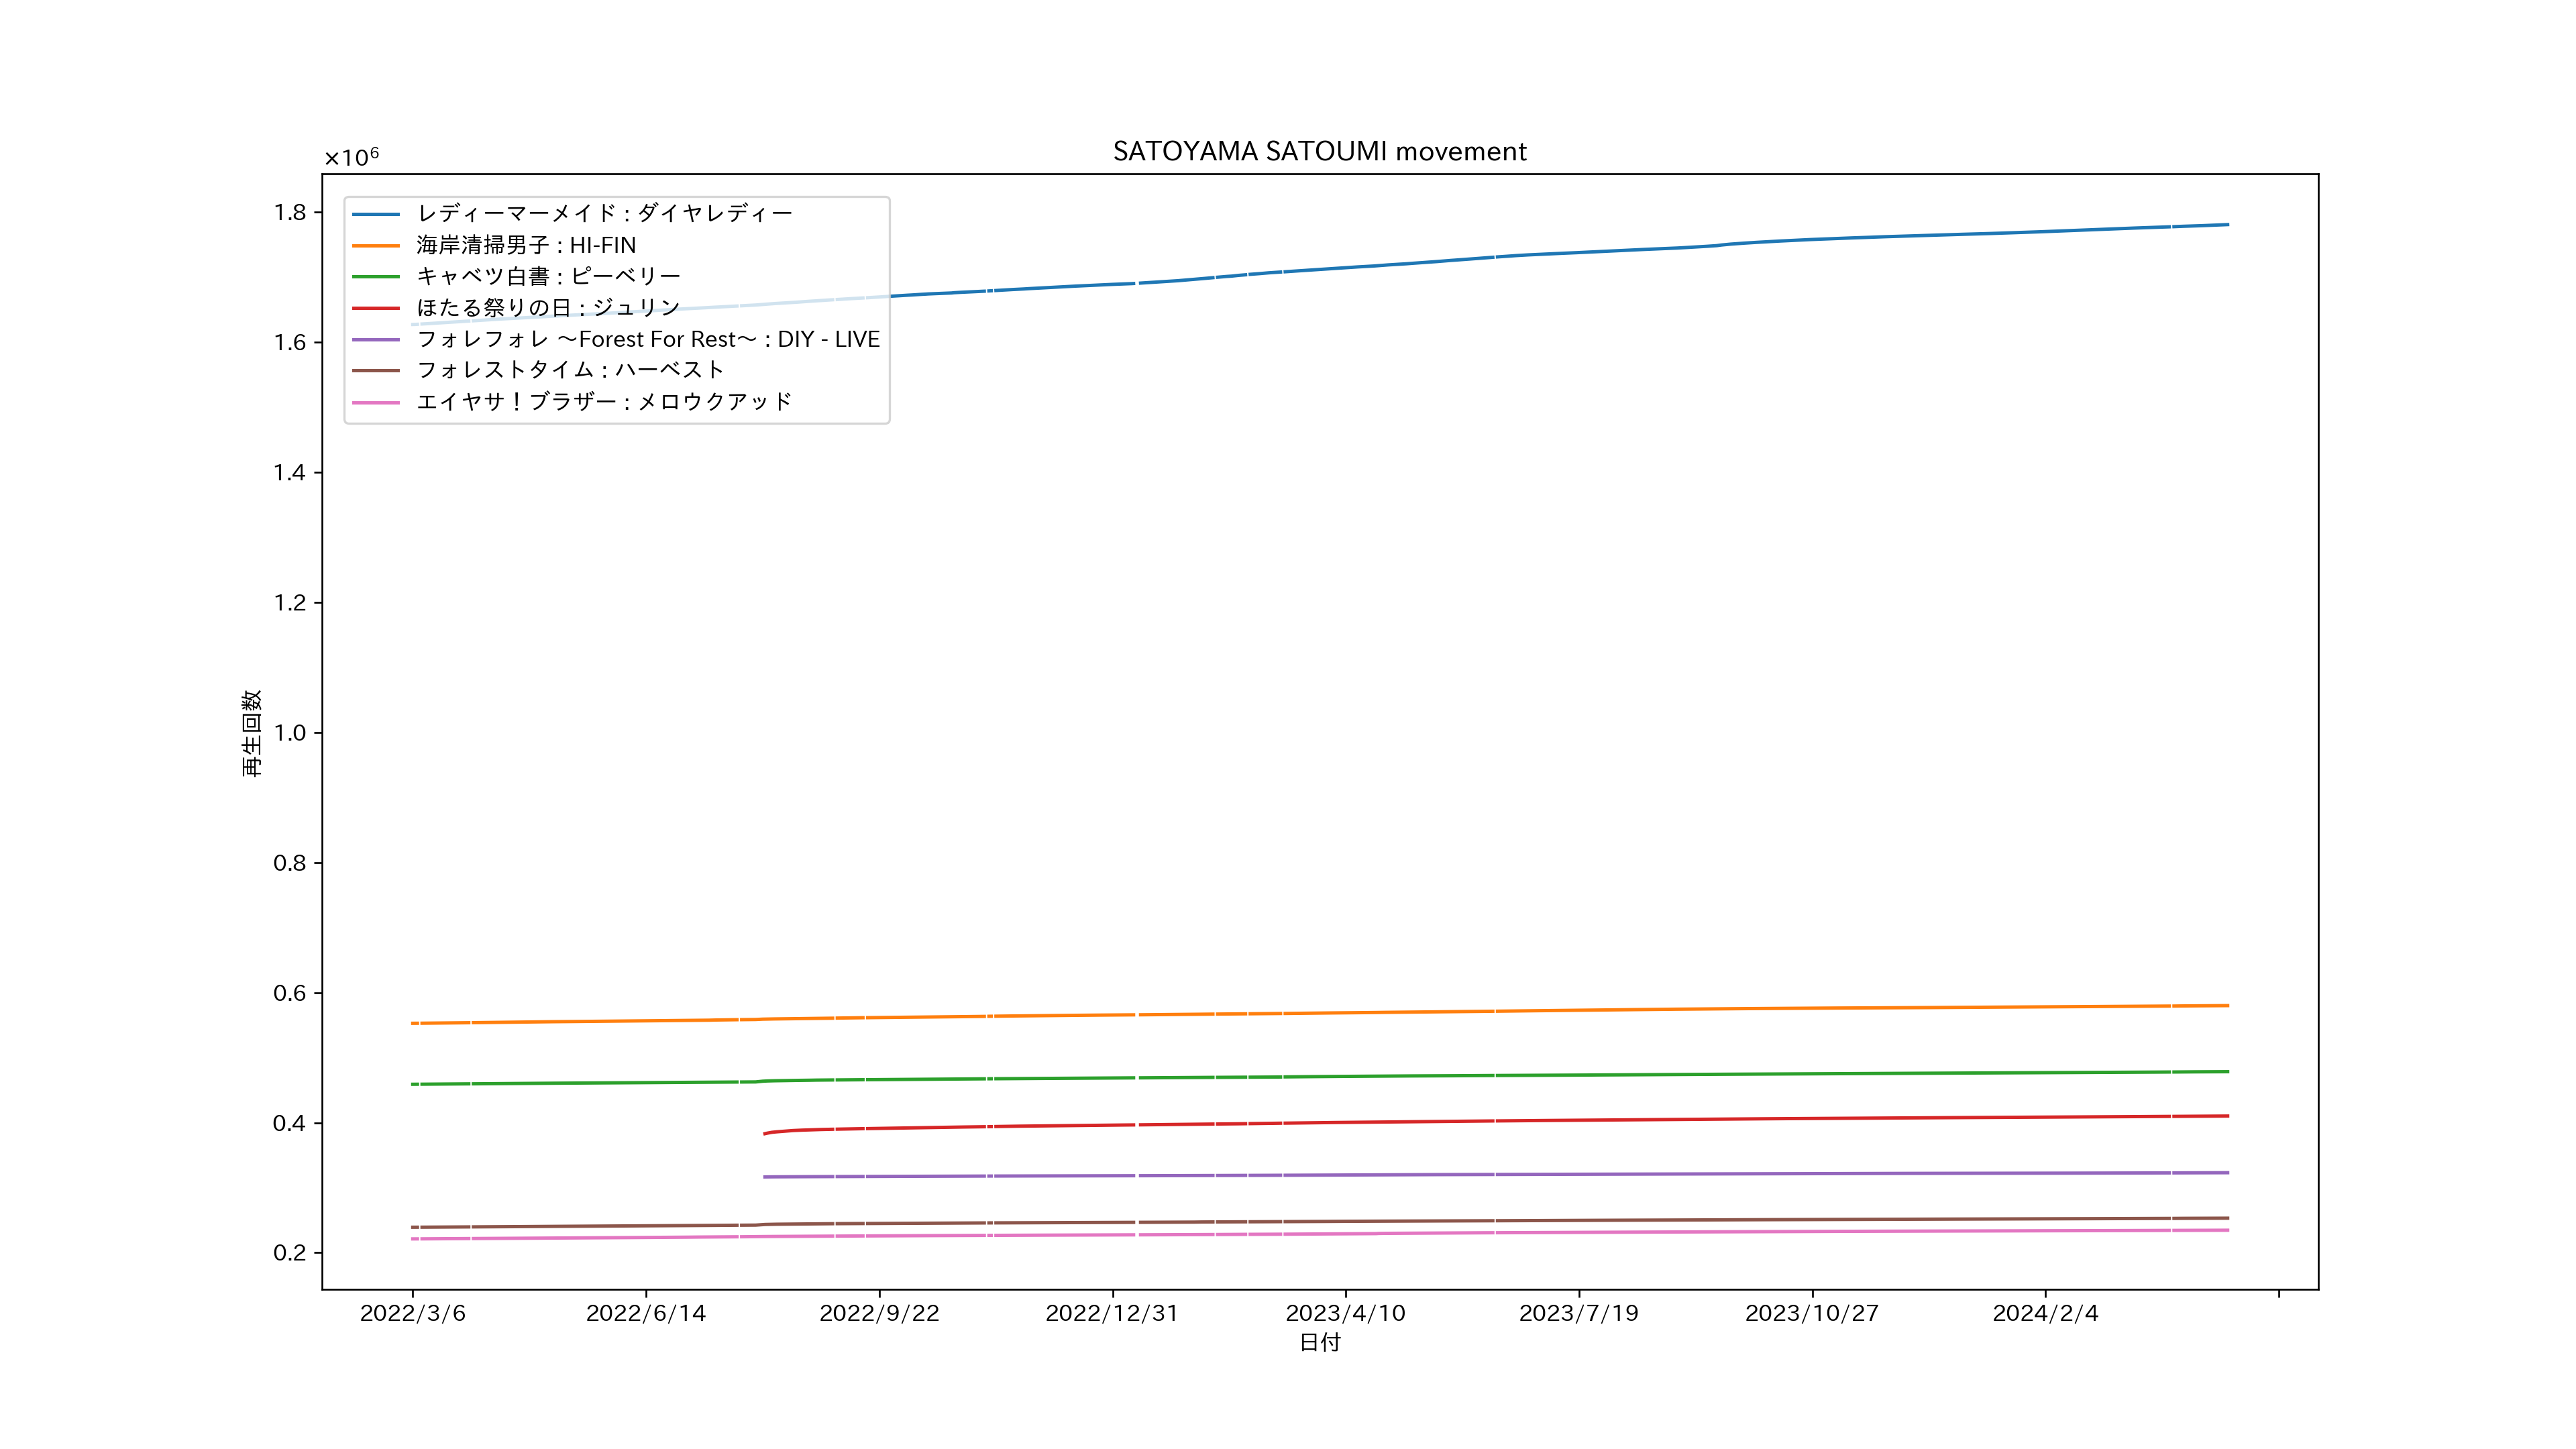 SATOYAMA SATOUMI movement
×10⁶
レディーマーメイド : ダイヤレディー
海岸清掃男子 : HI-FIN
キャベツ白書 : ピーベリー
ほたる祭りの日 : ジュリン
フォレフォレ 〜Forest For Rest〜 : DIY - LIVE
フォレストタイム : ハーベスト
エイヤサ！ブラザー : メロウクアッド
1.8
1.6
1.4
1.2
1.0
0.8
0.6
0.4
0.2
再生回数
2022/3/6 2022/6/14 2022/9/22 2022/12/31 2023/4/10 2023/7/19 2023/10/27 2024/2/4
日付